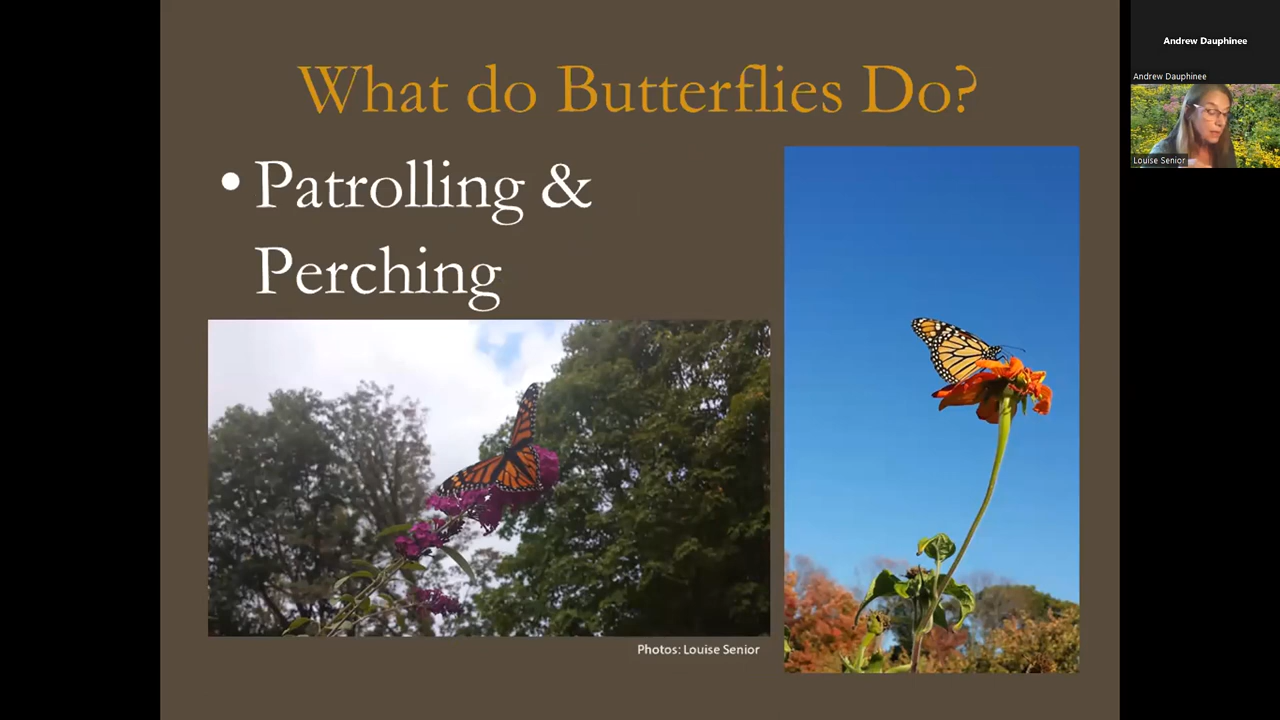 What do Butterflies Do?
• Patrolling &
Perching
Photos: Louise Senior
Andrew Dauphinee
Andrew Dauphinee
Louise Senior